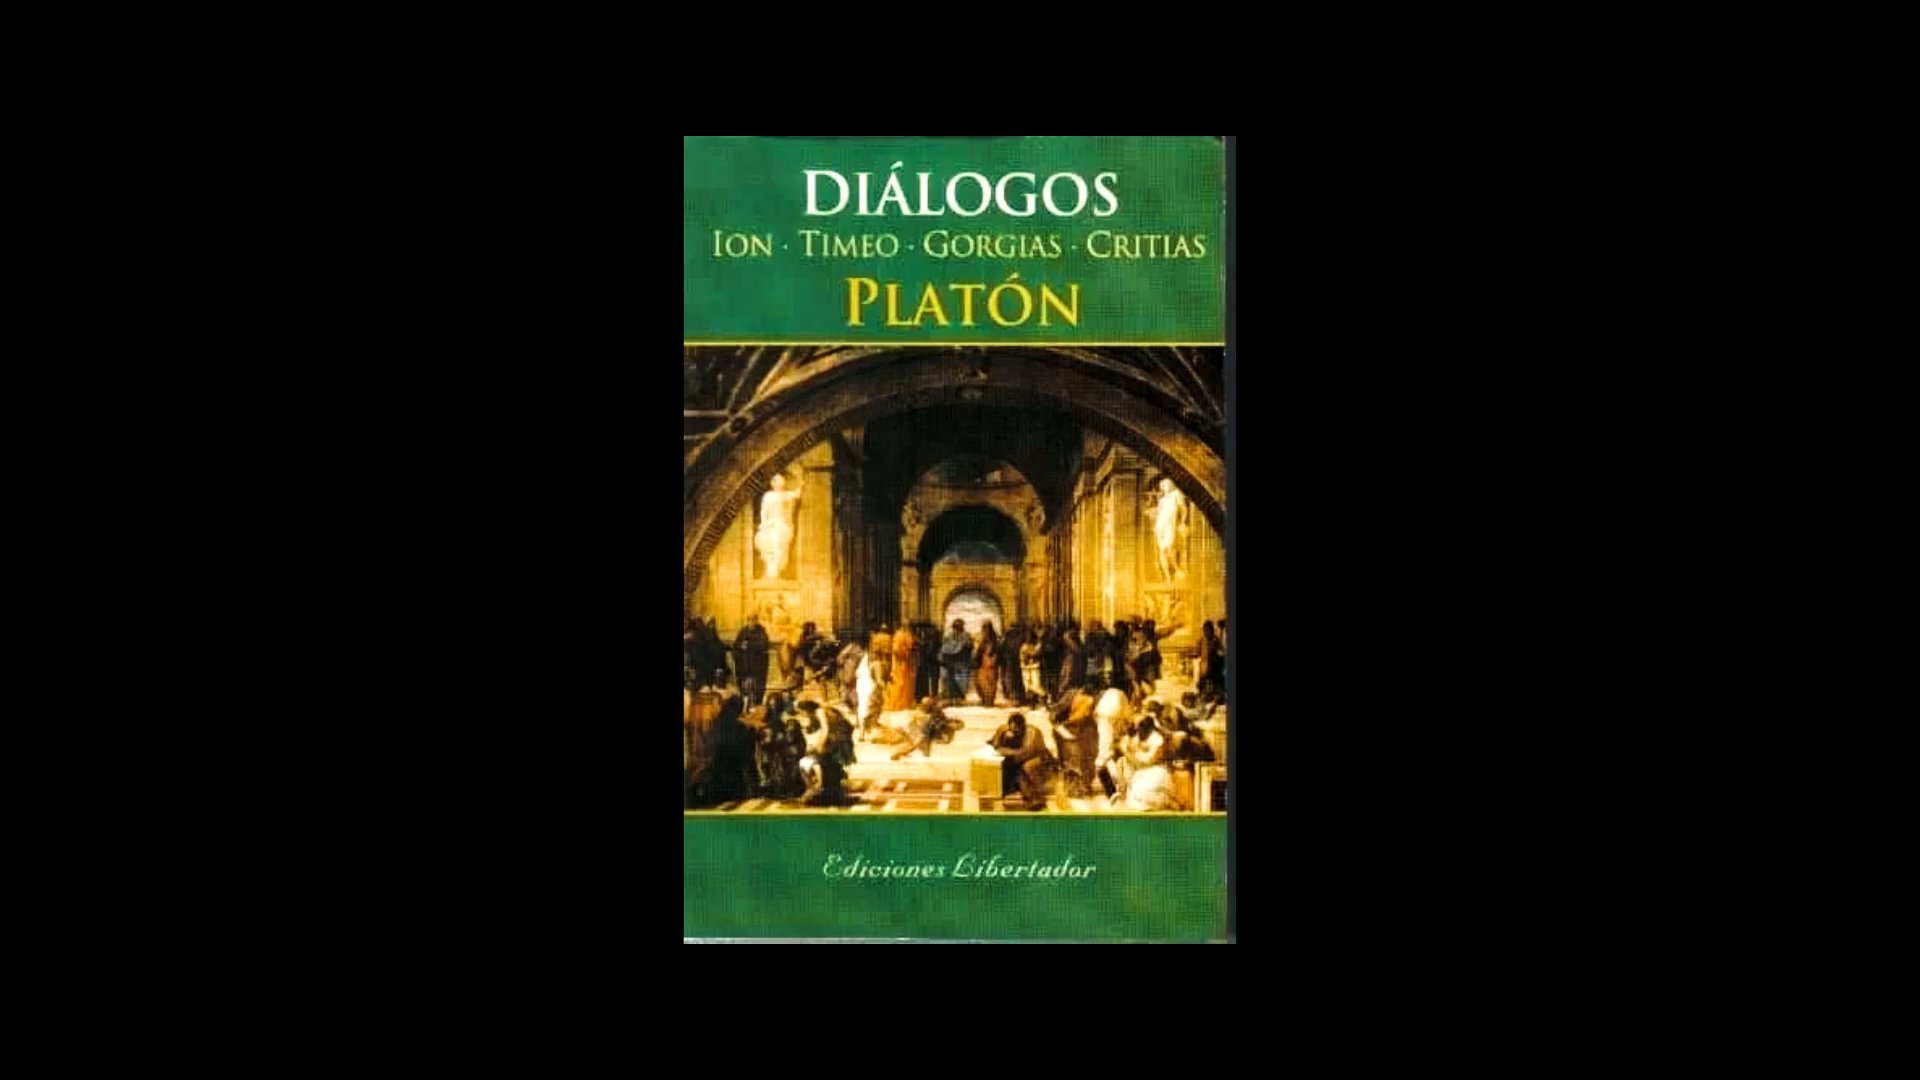 DIÁLOGOS
ION · TIMEO · GORGIAS · CRITIAS
PLATÓN
Ediciones Libertador